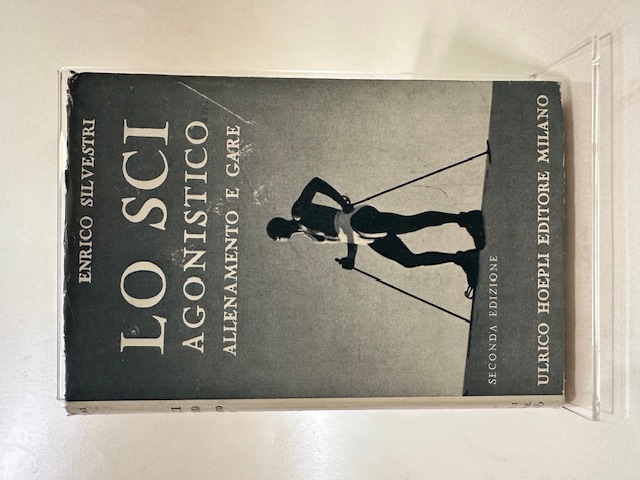 ENRICO SILVESTRI
LO SCI
AGONISTICO
ALLENAMENTO E GARE
SECONDA EDIZIONE
ULRICO HOEPLI EDITORE MILANO